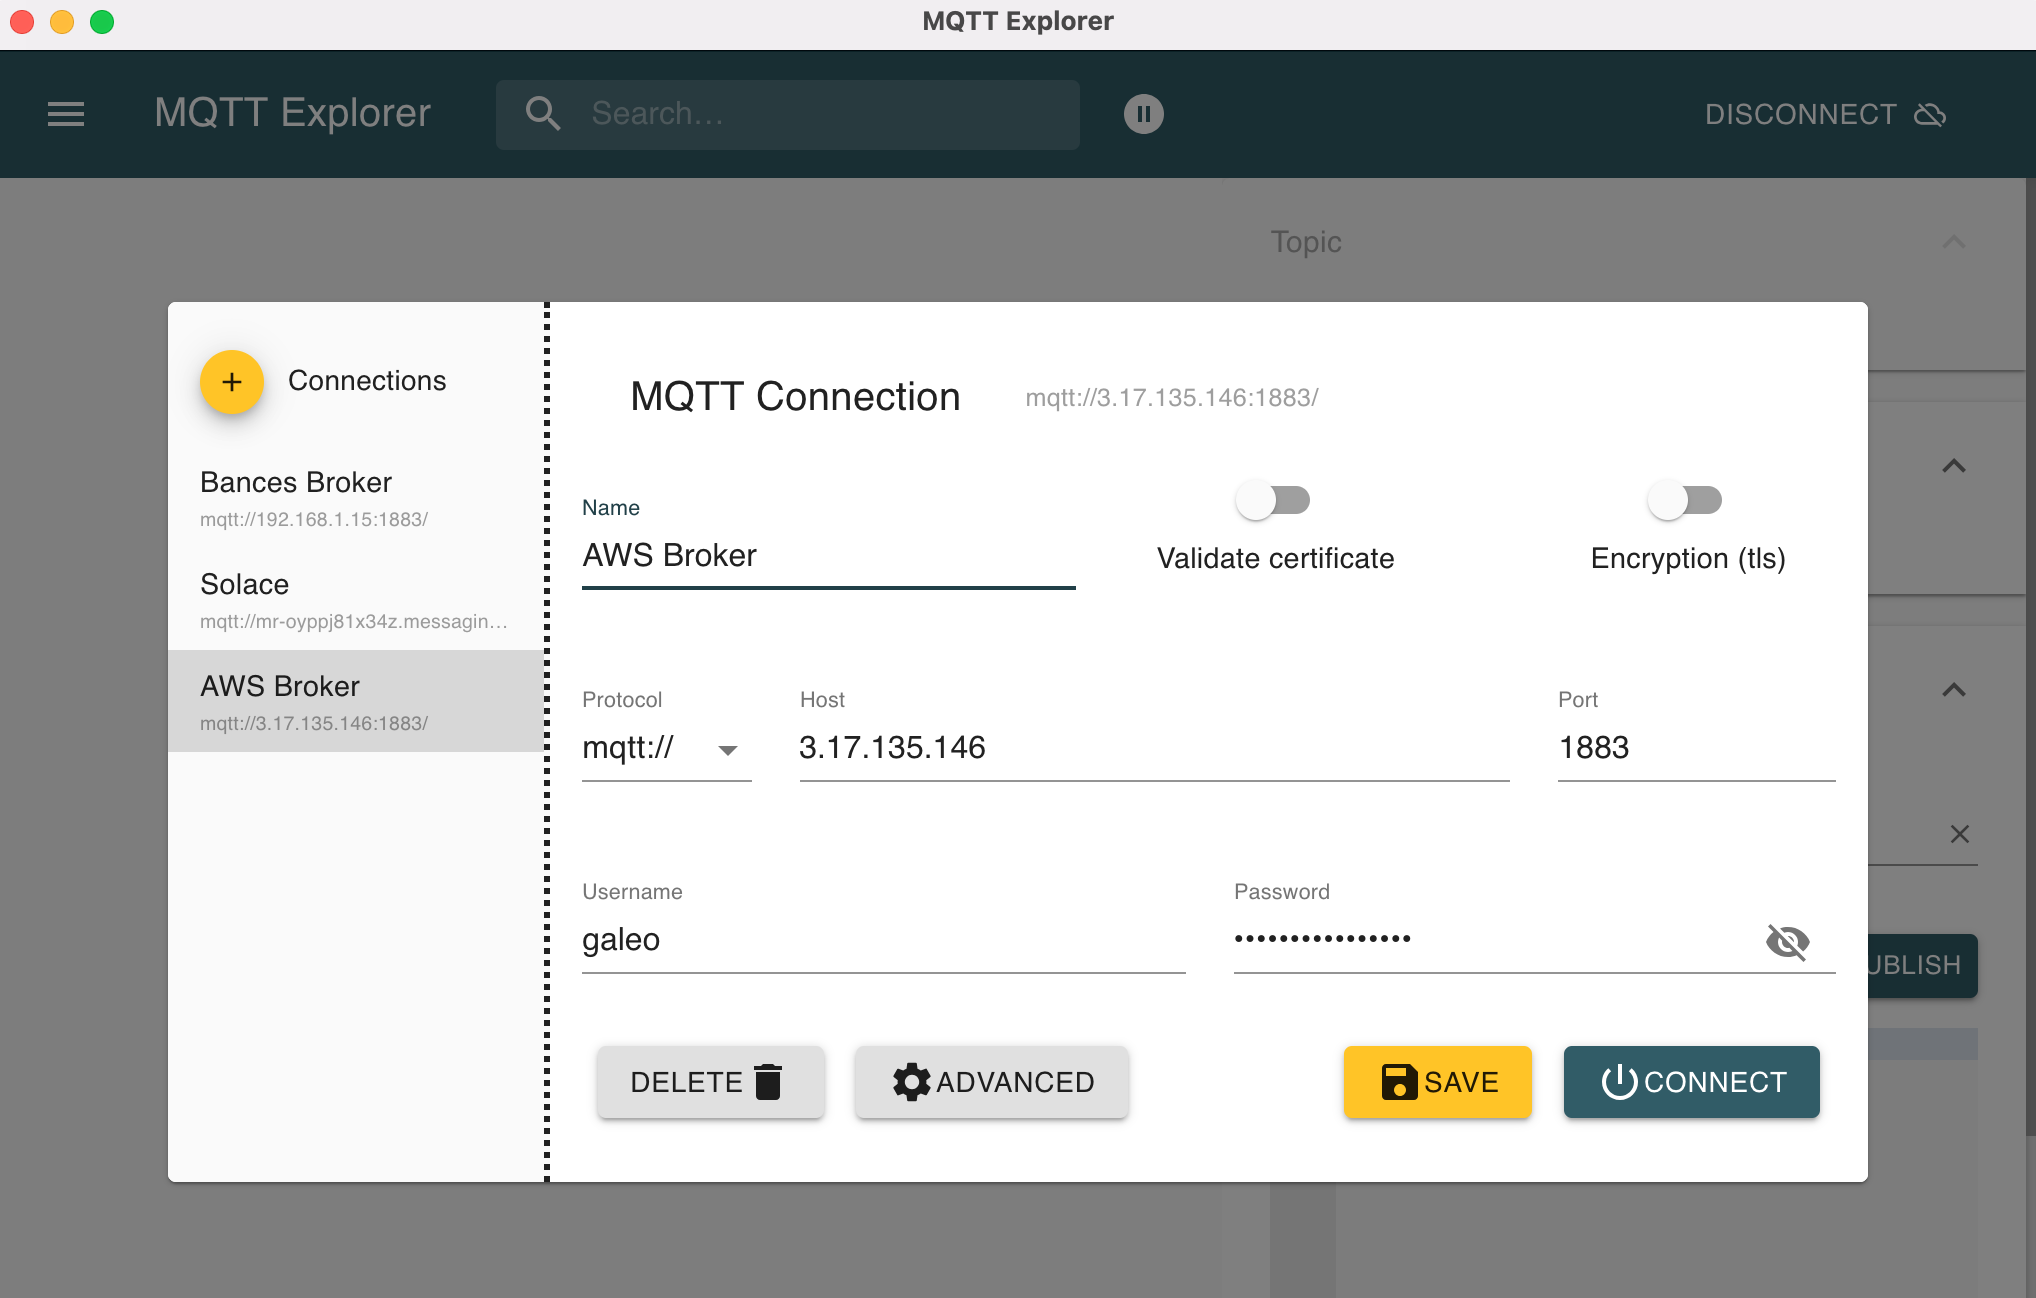 MQTT Explorer
MQTT Explorer
Search…
DISCONNECT
Topic
Connections
Bances Broker
mqtt://192.168.1.15:1883/
Solace
mqtt://mr-oyppj81x34z.messagin…
AWS Broker
mqtt://3.17.135.146:1883/
MQTT Connection
mqtt://3.17.135.146:1883/
Name
AWS Broker
Validate certificate
Encryption (tls)
Protocol
mqtt://
Host
3.17.135.146
Port
1883
Username
galeo
Password
••••••••••••••••
UBLISH
DELETE
ADVANCED
SAVE
CONNECT